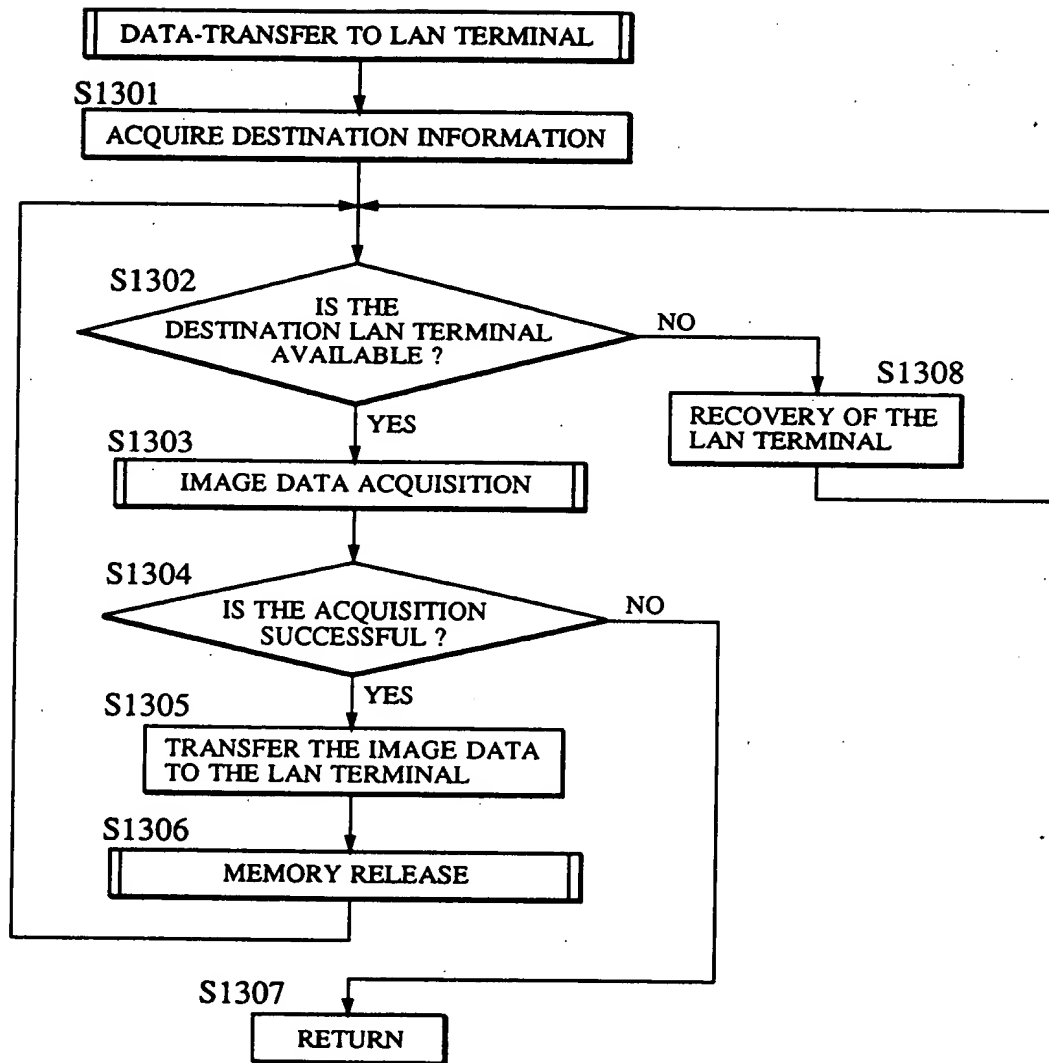 DATA-TRANSFER TO LAN TERMINAL
S1301
ACQUIRE DESTINATION INFORMATION
S1302
IS THE
DESTINATION LAN TERMINAL
AVAILABLE ?
NO
YES
S1308
RECOVERY OF THE
LAN TERMINAL
S1303
IMAGE DATA ACQUISITION
S1304
IS THE ACQUISITION
SUCCESSFUL ?
NO
YES
S1305
TRANSFER THE IMAGE DATA
TO THE LAN TERMINAL
S1306
MEMORY RELEASE
S1307
RETURN